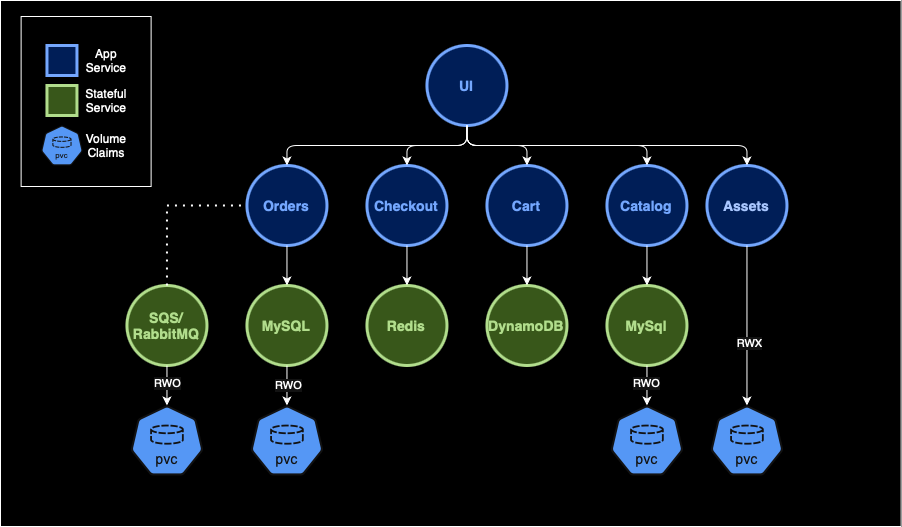 App
Service
Stateful
Service
pvc
Volume
Claims
UI
Orders
Checkout
Cart
Catalog
Assets
SQS/
RabbitMQ
MySQL
Redis
DynamoDB
MySql
RWX
RWO
RWO
RWO
pvc
pvc
pvc
pvc